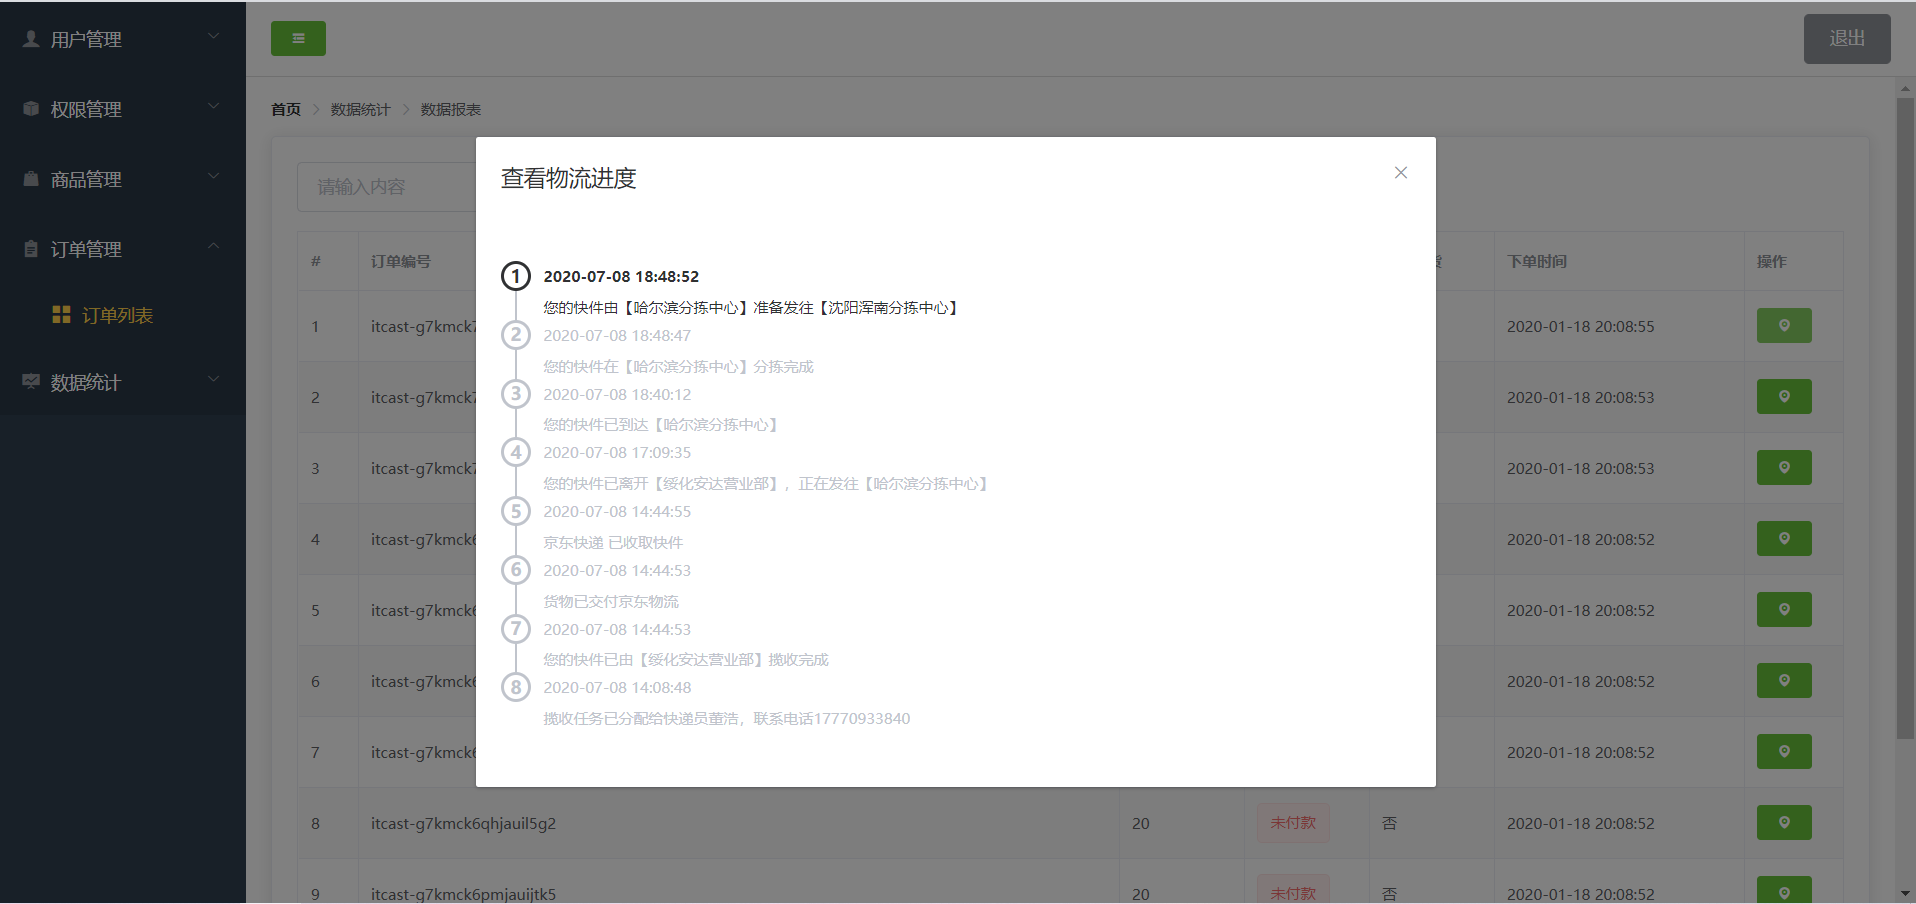 用户管理
权限管理
商品管理
订单管理
订单列表
数据统计
退出
首页 数据统计 数据报表
请输入内容
查看物流进度
1 2020-07-08 18:48:52
您的快件由【哈尔滨分拣中心】准备发往【沈阳浑南分拣中心】
2 2020-07-08 18:48:47
您的快件在【哈尔滨分拣中心】分拣完成
3 2020-07-08 18:40:12
您的快件已到达【哈尔滨分拣中心】
4 2020-07-08 17:09:35
您的快件已离开【绥化安达营业部】，正在发往【哈尔滨分拣中心】
5 2020-07-08 14:44:55
京东快递 已收取快件
6 2020-07-08 14:44:53
货物已交付京东物流
7 2020-07-08 14:44:53
您的快件已由【绥化安达营业部】揽收完成
8 2020-07-08 14:08:48
揽收任务已分配给快递员董浩，联系电话17770933840
# 订单编号 货 下单时间 操作
1 itcast-g7kmck7 2020-01-18 20:08:55
2 itcast-g7kmck7 2020-01-18 20:08:53
3 itcast-g7kmck7 2020-01-18 20:08:53
4 itcast-g7kmck6 2020-01-18 20:08:52
5 itcast-g7kmck6 2020-01-18 20:08:52
6 itcast-g7kmck6 2020-01-18 20:08:52
7 itcast-g7kmck6 2020-01-18 20:08:52
8 itcast-g7kmck6qhjauil5g2 20 未付款 否 2020-01-18 20:08:52
9 itcast-g7kmck6pmjauijtk5 20 未付款 否 2020-01-18 20:08:52